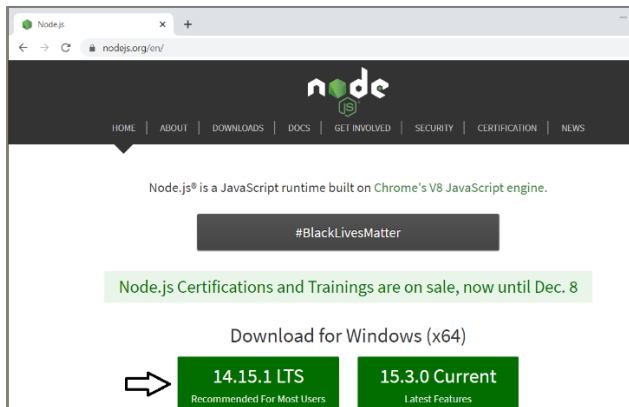 Node.js
nodejs.org/en/
node
JS
HOME ABOUT DOWNLOADS DOCS GET INVOLVED SECURITY CERTIFICATION NEWS
Node.js® is a JavaScript runtime built on Chrome's V8 JavaScript engine.
#BlackLivesMatter
Node.js Certifications and Trainings are on sale, now until Dec. 8
Download for Windows (x64)
14.15.1 LTS 15.3.0 Current
Recommended For Most Users Latest Features